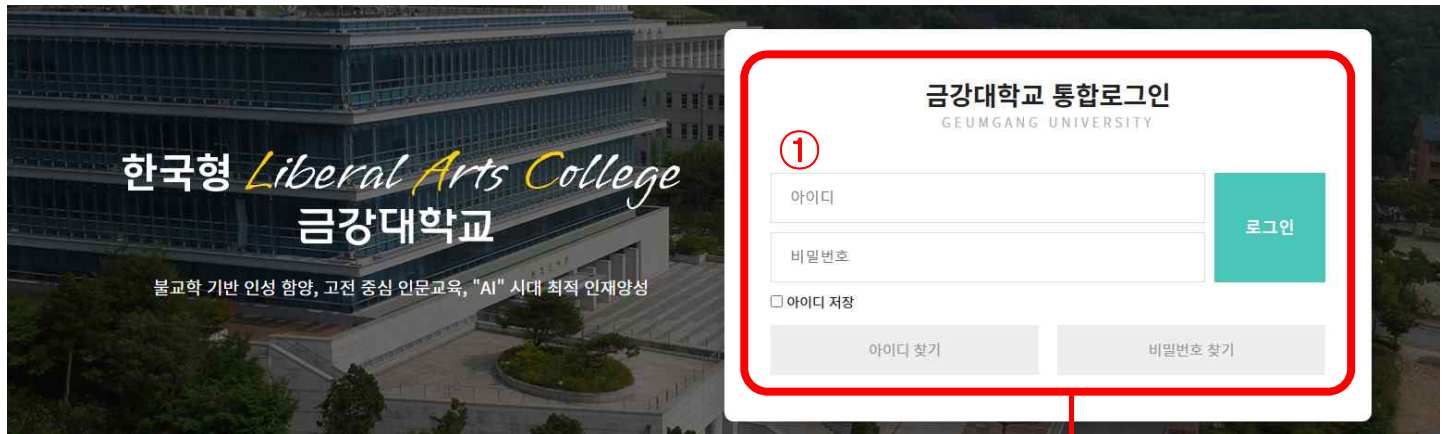 한국형 Liberal Arts College
금강대학교
불교학 기반 인성 함양, 고전 중심 인문교육, "AI" 시대 최적 인재양성
금강대학교 통합로그인
GEUMGANG UNIVERSITY
①
아이디
비밀번호
로그인
아이디 저장
아이디 찾기
비밀번호 찾기